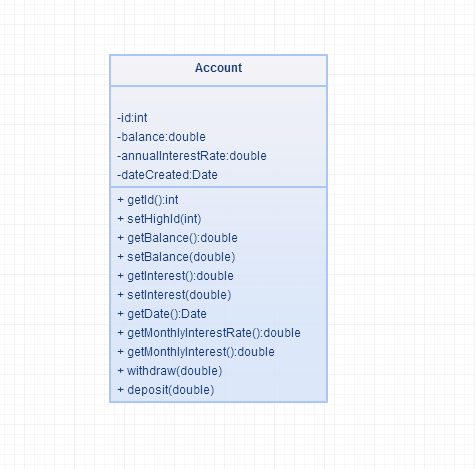 Account
-id:int
-balance:double
-annualInterestRate:double
-dateCreated:Date
+ getId():int
+ setHighId(int)
+ getBalance():double
+ setBalance(double)
+ getInterest():double
+ setInterest(double)
+ getDate():Date
+ getMonthlyInterestRate():double
+ getMonthlyInterest():double
+ withdraw(double)
+ deposit(double)